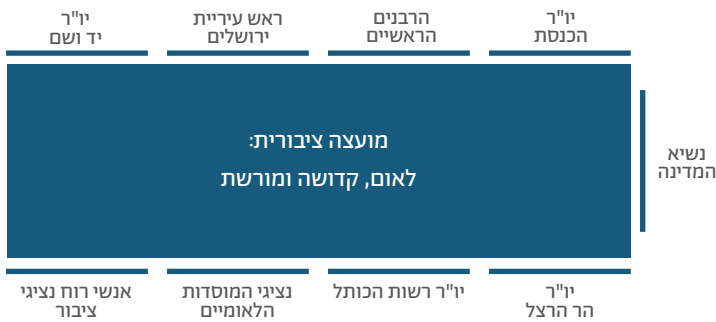 יו"ר
הכנסת
הרבנים
הראשיים
ראש עיריית
ירושלים
יו"ר
יד ושם
נשיא
המדינה
מועצה ציבורית:
לאום, קדושה ומורשת
יו"ר
הר הרצל
יו"ר רשות הכותל
נציגי המוסדות
הלאומיים
אנשי רוח נציגי
ציבור